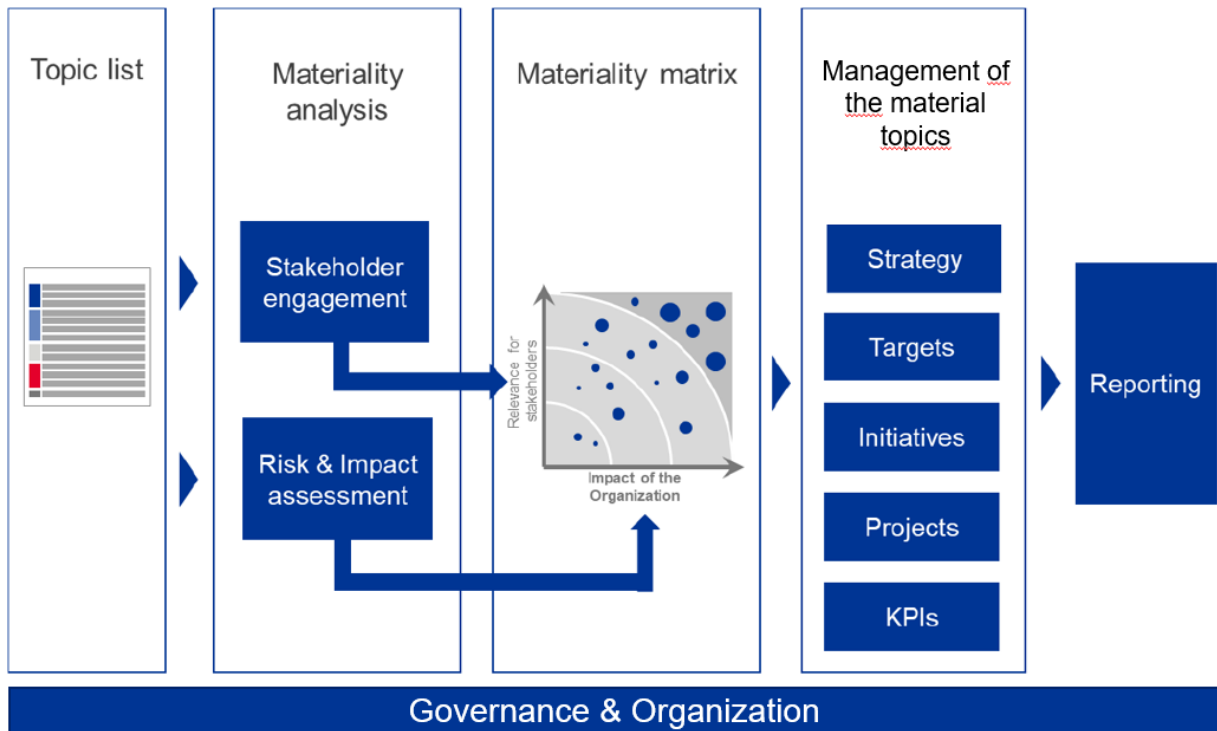 Topic list
Materiality
analysis
Stakeholder
engagement
Risk & Impact
assessment
Materiality matrix
Relevance for
stakeholders
Impact of the
Organization
Management of
the material
topics
Strategy
Targets
Initiatives
Projects
KPIs
Reporting
Governance & Organization